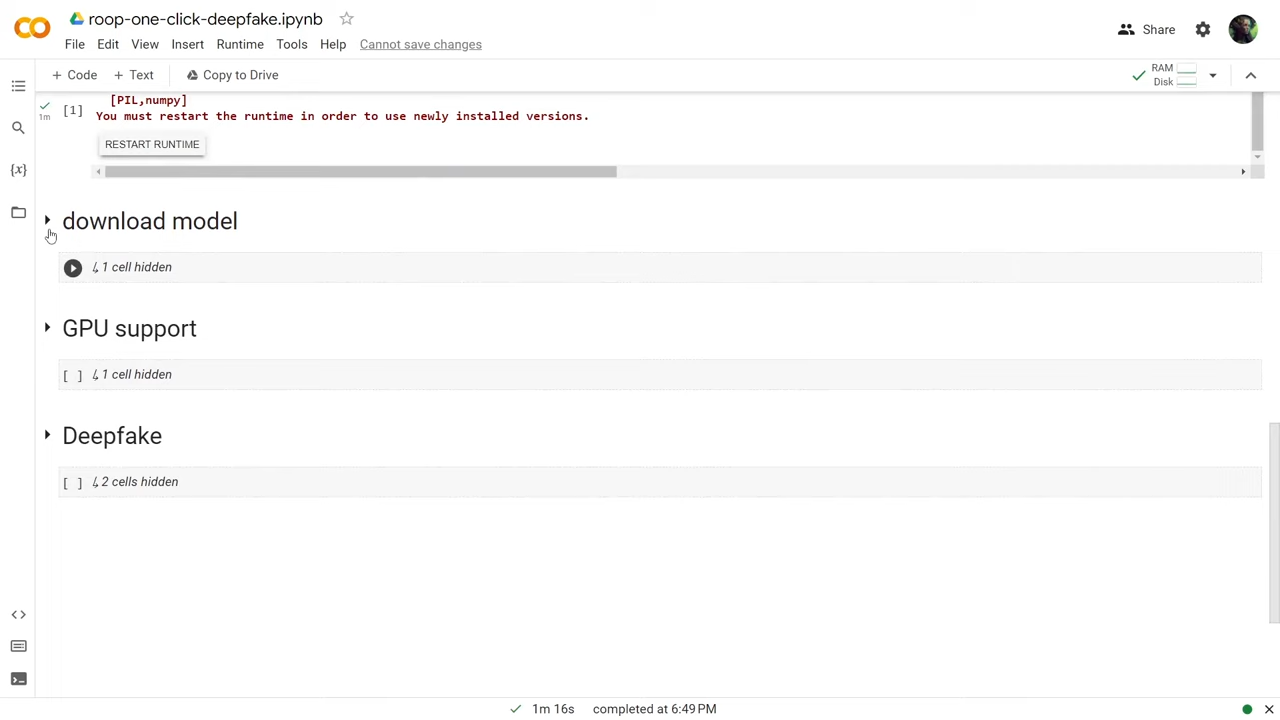 roop-one-click-deepfake.ipynb
File Edit View Insert Runtime Tools Help Cannot save changes
Share
+ Code + Text Copy to Drive
RAM
Disk
[1]
1m
[PIL,numpy]
You must restart the runtime in order to use newly installed versions.
RESTART RUNTIME
{x}
download model
1 cell hidden
GPU support
[ ] 1 cell hidden
Deepfake
[ ] 2 cells hidden
1m 16s completed at 6:49 PM